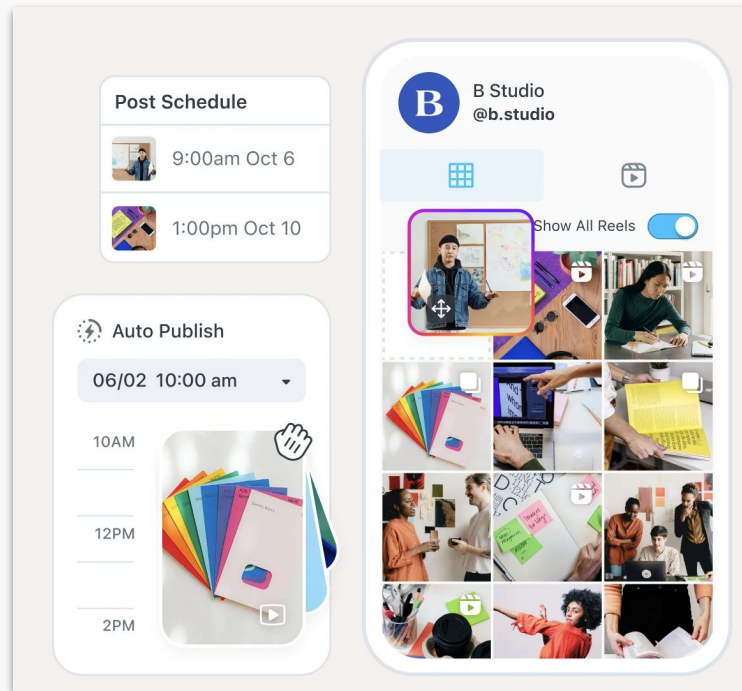 Post Schedule
9:00am Oct 6
1:00pm Oct 10
Auto Publish
06/02 10:00 am
10AM
12PM
2PM
B
B Studio
@b.studio
Show All Reels